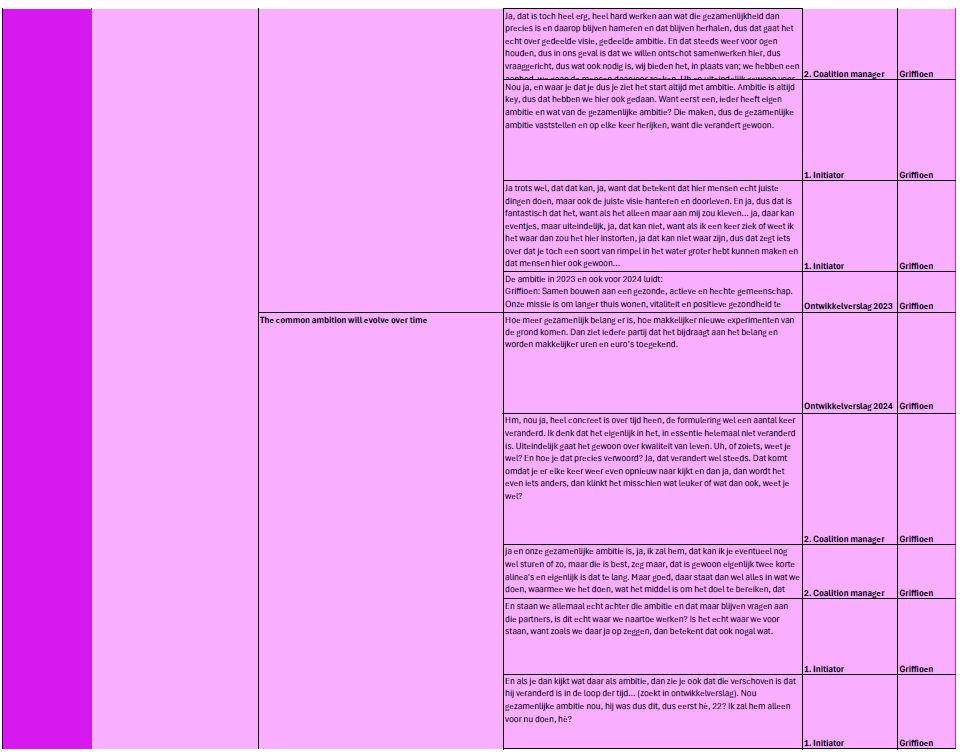 Ja, dat is toch heel erg, heel hard werken aan wat die gezamenlijkheid dan
precies is en daarop blijven hameren en dat blijven herhalen, dus dat gaat het
echt over gedeelde visie, gedeelde ambitie. En dat steeds weer voor ogen
houden, dus in ons geval is dat we willen ontschot samenwerken hier, dus
vraaggericht, dus wat ook nodig is, wij bieden het, in plaats van; we hebben een
2. Coalition manager
Griffioen
Nou ja, en waar je dat je dus je ziet het start altijd met ambitie. Ambitie is altijd
key, dus dat hebben we hier ook gedaan. Want eerst een, ieder heeft eigen
ambitie en wat van de gezamenlijke ambitie? Die maken, dus de gezamenlijke
ambitie vaststellen en op elke keer herijken, want die verandert gewoon.
1. Initiator
Griffioen
Ja trots wel, dat dat kan, ja, want dat betekent dat hier mensen echt juiste
dingen doen, maar ook de juiste visie hanteren en doorleven. En ja, dus dat is
fantastisch dat het, want als het alleen maar aan mij zou kleven... ja, daar kan
eventjes, maar uiteindelijk, ja, dat kan niet, want als ik een keer ziek of weet ik
het waar dan zou het hier instorten, ja dat kan niet waar zijn, dus dat zegt iets
over dat je toch een soort van rimpel in het water groter hebt kunnen maken en
dat mensen hier ook gewoon...
1. Initiator
Griffioen
De ambitie in 2023 en ook voor 2024 luidt:
Griffioen: Samen bouwen aan een gezonde, actieve en hechte gemeenschap.
Onze missie is om langer thuis wonen, vitaliteit en positieve gezondheid te
Ontwikkelverslag 2023
Griffioen
The common ambition will evolve over time
Hoe meer gezamenlijk belang er is, hoe makkelijker nieuwe experimenten van
de grond komen. Dan ziet iedere partij dat het bijdraagt aan het belang en
worden makkelijker uren en euro's toegekend.
Ontwikkelverslag 2024
Griffioen
Hm, nou ja, heel concreet is over tijd heen, de formulering wel een aantal keer
veranderd. Ik denk dat het eigenlijk in het, in essentie helemaal niet veranderd
is. Uiteindelijk gaat het gewoon over kwaliteit van leven. Uh, of zoiets, weet je
wel? En hoe je dat precies verwoord? Ja, dat verandert wel steeds. Dat komt
omdat je er elke keer weer even opnieuw naar kijkt en dan ja, dan wordt het
even iets anders, dan klinkt het misschien wat leuker of wat dan ook, weet je
wel?
2. Coalition manager
Griffioen
ja en onze gezamenlijke ambitie is, ja, ik zal hem, dat kan ik je eventueel nog
wel sturen of zo, maar die is best, zeg maar, dat is gewoon eigenlijk twee korte
alinea's en eigenlijk is dat te lang. Maar goed, daar staat dan wel alles in wat we
doen, waarmee we het doen, wat het middel is om het doel te bereiken, dat
2. Coalition manager
Griffioen
En staan we allemaal echt achter die ambitie en dat maar blijven vragen aan
die partners, is dit echt waar we naartoe werken? Is het echt waar we voor
staan, want zoals we daar ja op zeggen, dan betekent dat ook nogal wat.
1. Initiator
Griffioen
En als je dan kijkt wat daar als ambitie, dan zie je ook dat die verschoven is dat
hij veranderd is in de loop der tijd... (zoekt in ontwikkelverslag). Nou
gezamenlijke ambitie nou, hij was dus dit, dus eerst hè, 22? Ik zal hem alleen
voor nu doen, hè?
1. Initiator
Griffioen